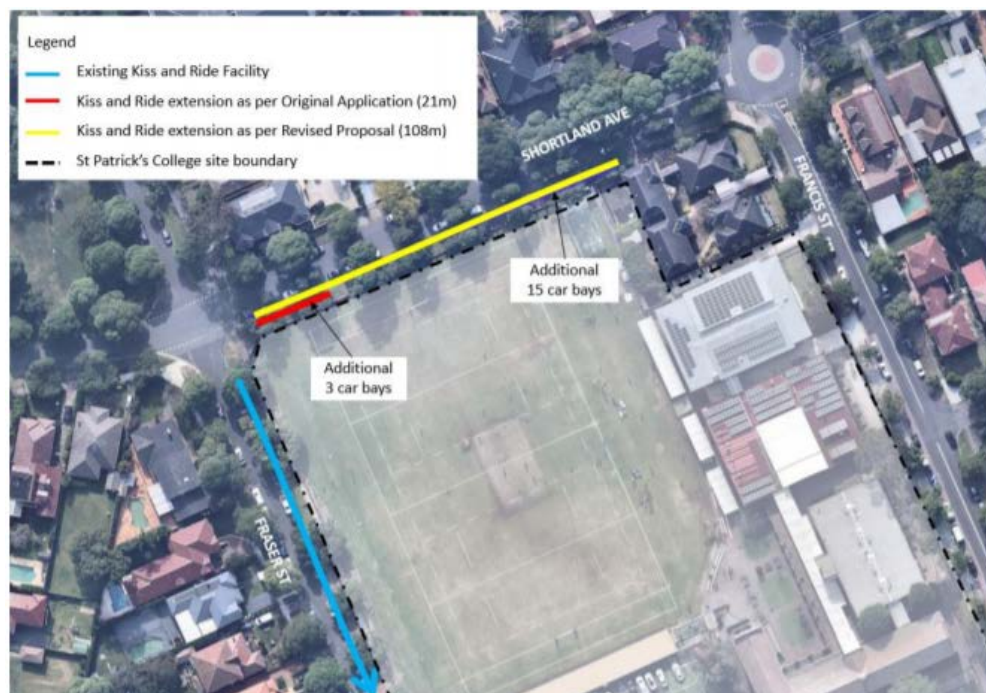 Legend
Existing Kiss and Ride Facility
Kiss and Ride extension as per Original Application (21m)
Kiss and Ride extension as per Revised Proposal (108m)
St Patrick's College site boundary
SHORTLAND AVE
FRANCIS ST
Additional
15 car bays
Additional
3 car bays
FRASER ST